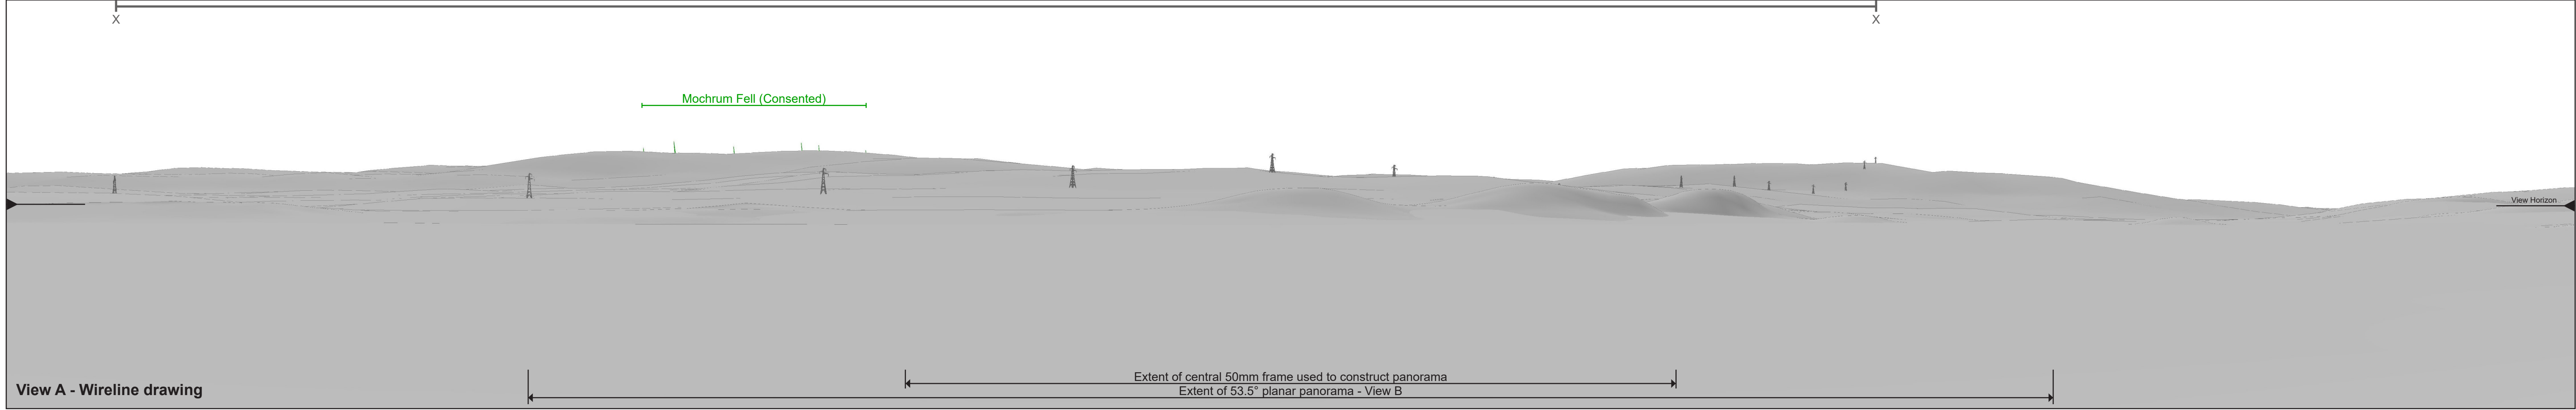 X X
Mochrum Fell (Consented)
View Horizon
Extent of central 50mm frame used to construct panorama
Extent of 53.5° planar panorama - View B
View A - Wireline drawing